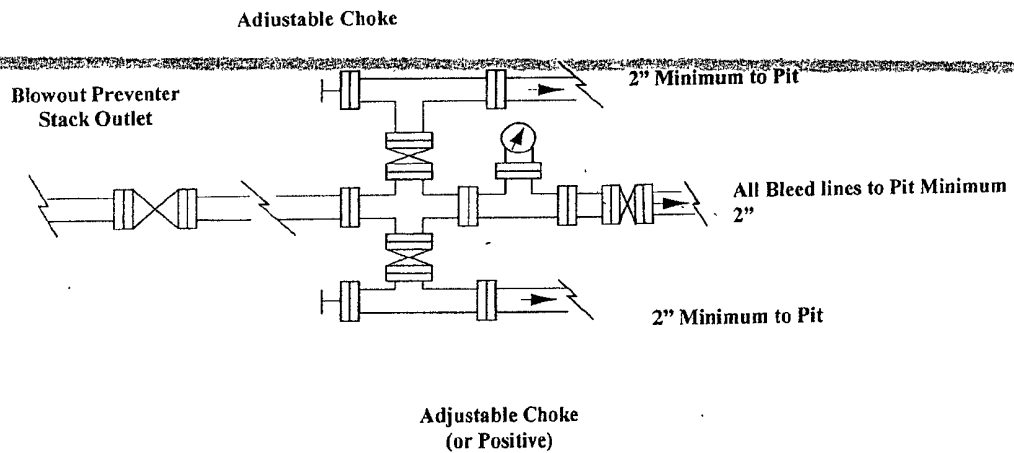 Adjustable Choke
2” Minimum to Pit
Blowout Preventer
Stack Outlet
All Bleed lines to Pit Minimum
2”
2” Minimum to Pit
Adjustable Choke
(or Positive)